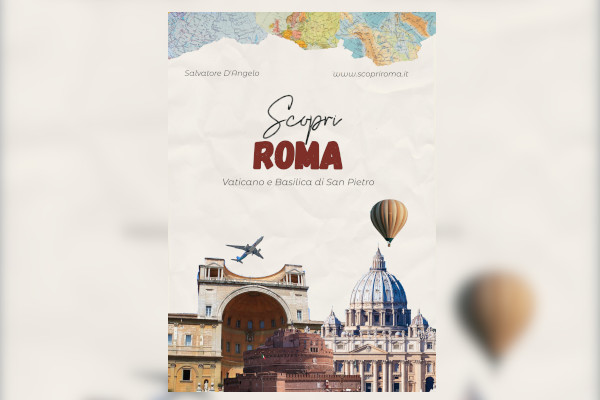 Salvatore D'Angelo
www.scopriroma.it
Scopri
ROMA
Vaticano e Basilica di San Pietro